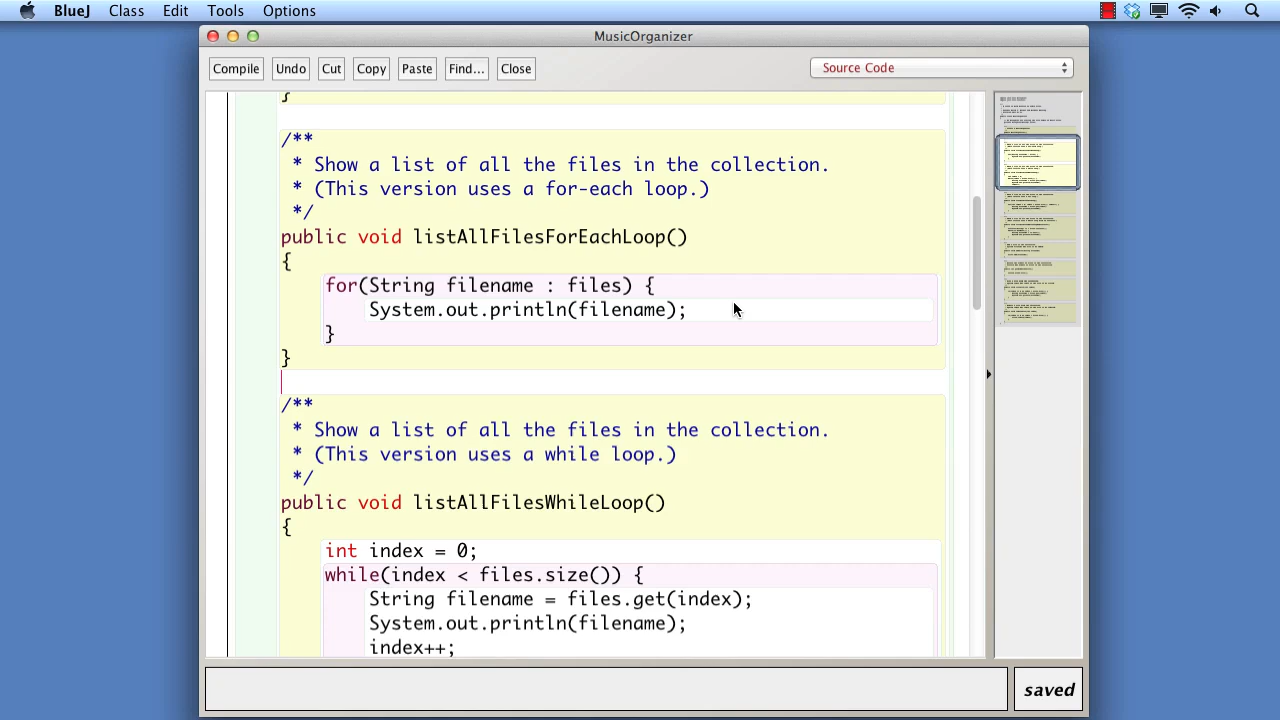 BlueJ Class Edit Tools Options
MusicOrganizer
Compile Undo Cut Copy Paste Find... Close Source Code
}
/**
* Show a list of all the files in the collection.
* (This version uses a for-each loop.)
*/
public void listAllFilesForEachLoop()
{
for(String filename : files) {
System.out.println(filename);
}
}
/**
* Show a list of all the files in the collection.
* (This version uses a while loop.)
*/
public void listAllFilesWhileLoop()
{
int index = 0;
while(index < files.size()) {
String filename = files.get(index);
System.out.println(filename);
index++;
saved